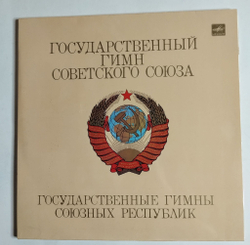 ГОСУДАРСТВЕННЫЙ
ГИМН
СОВЕТСКОГО СОЮЗА
ГОСУДАРСТВЕННЫЕ ГИМНЫ
СОЮЗНЫХ РЕСПУБЛИК